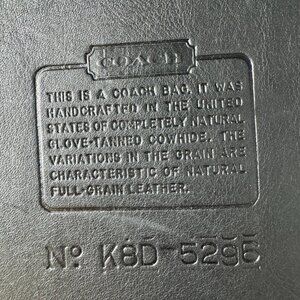 COACH
THIS IS A COACH BAG. IT WAS
HANDCRAFTED IN THE UNITED
STATES OF COMPLETELY NATURAL
GLOVE-TANNED COWHIDE. THE
VARIATIONS IN THE GRAIN ARE
CHARACTERISTIC OF NATURAL
FULL-GRAIN LEATHER.
Nº K8D-5296